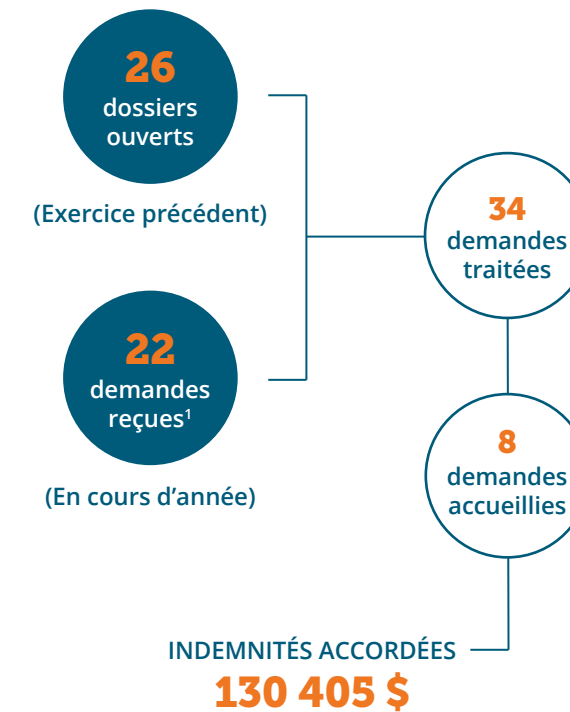 26
dossiers
ouverts
(Exercice précédent)
22
demandes
reçues¹
(En cours d’année)
34
demandes
traitées
8
demandes
accueillies
INDEMNITÉS ACCORDÉES
130 405 $